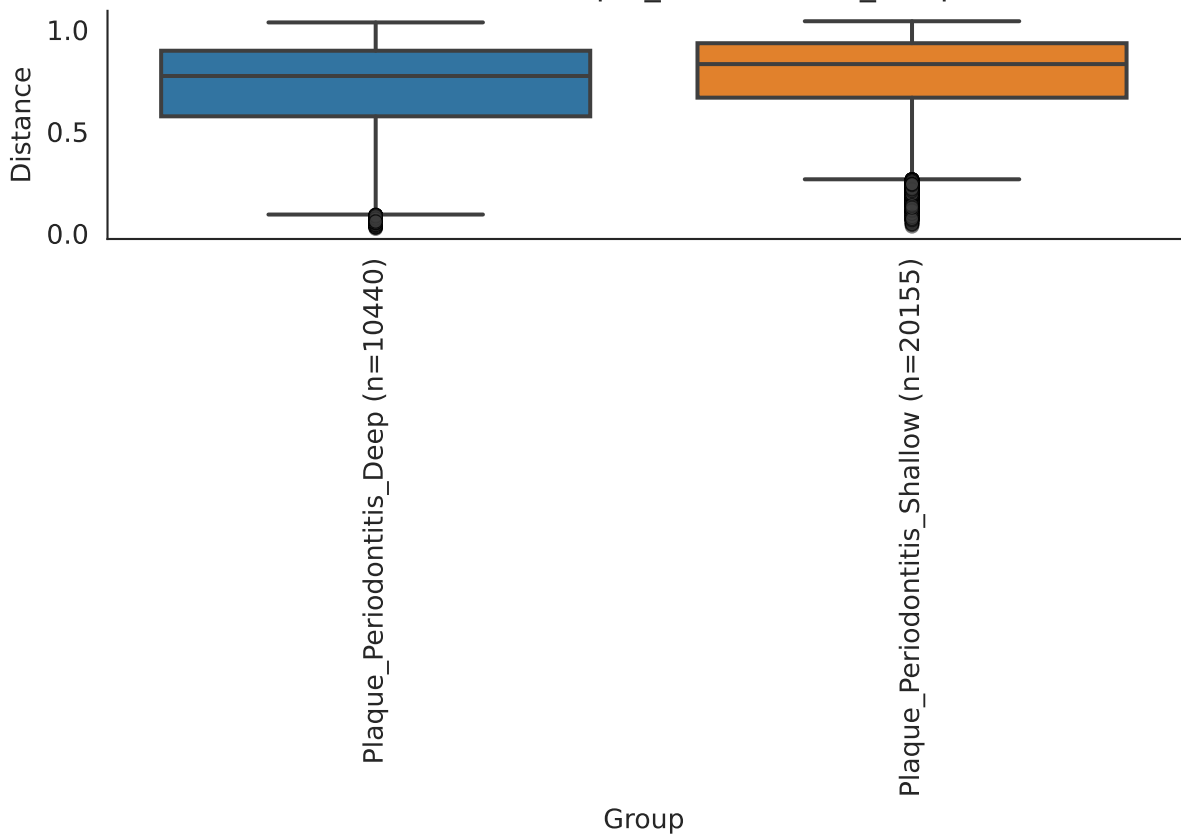 1.0
0.5
0.0
Distance
Plaque_Periodontitis_Deep (n=10440)
Plaque_Periodontitis_Shallow (n=20155)
Group